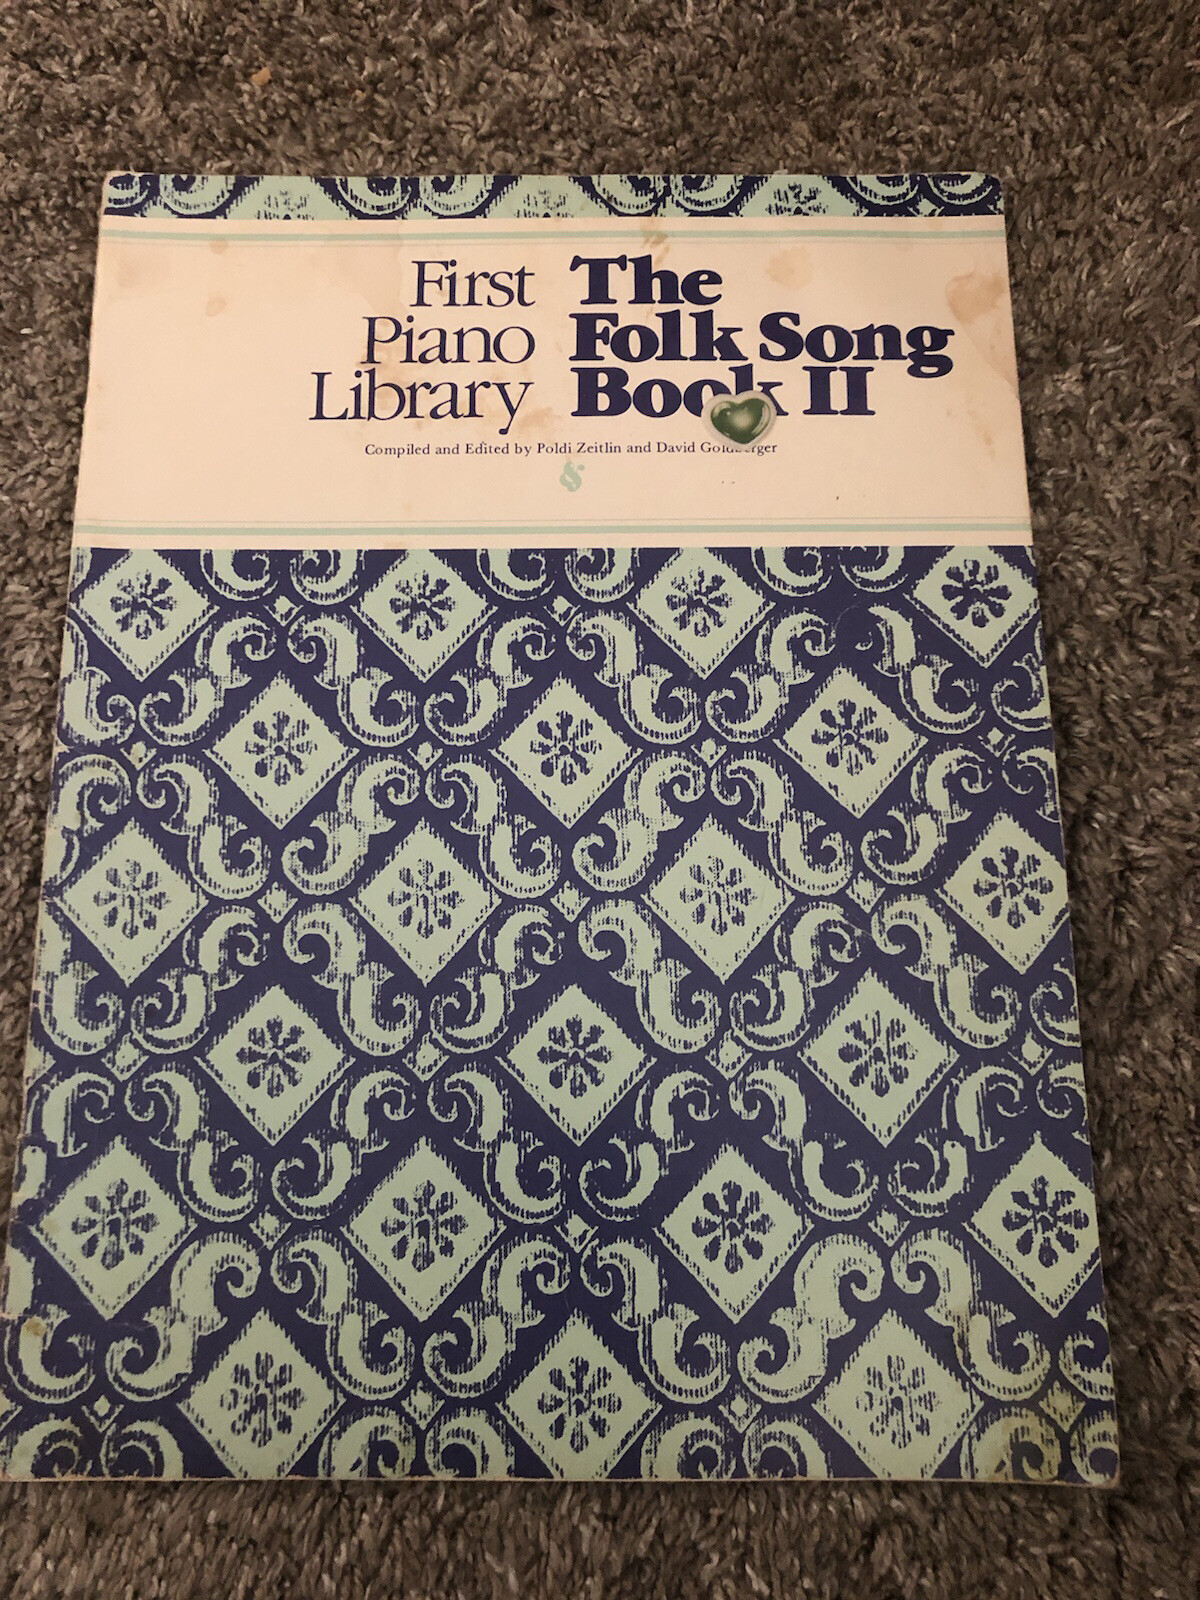 First
Piano
Library
The
Folk Song
Book II
Compiled and Edited by Poldi Zeitlin and David Goldberger